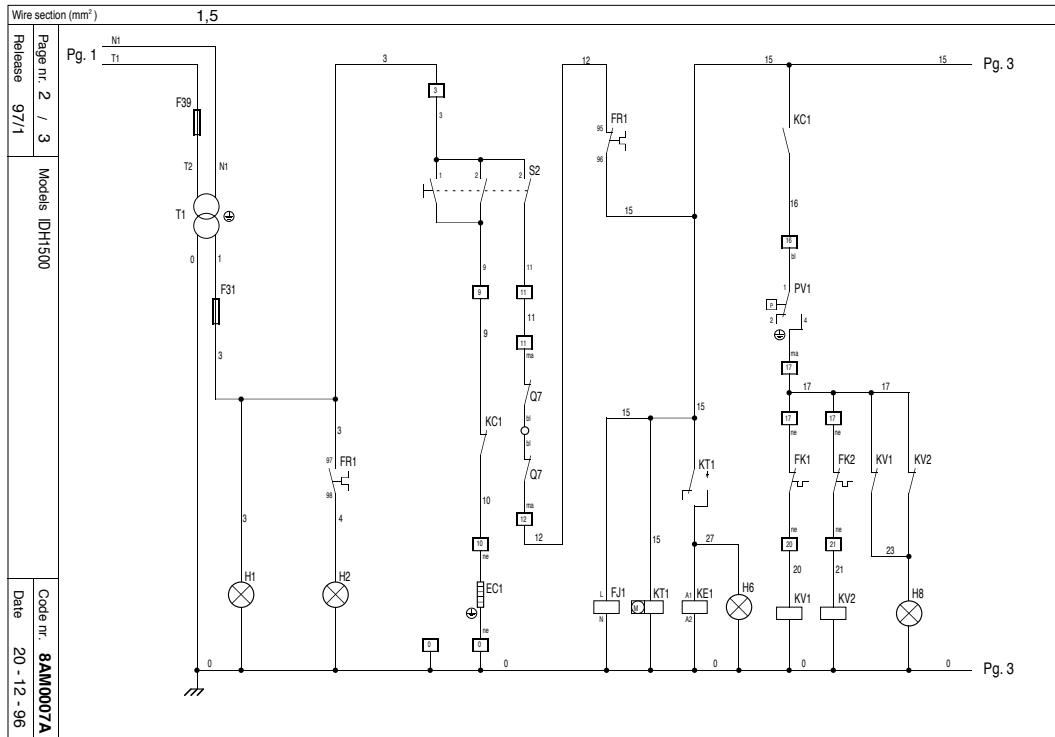 Wire section (mm²) 1,5
Release 97/1
Page nr. 2 / 3
Models IDH1500
Code nr. 8AM0007A
Date 20 - 12 - 96
Pg. 1
N1
T1
F39
T2
N1
T1
0
1
F31
3
3
H1
3
97
FR1
98
4
H2
3
3
3
1
2
2
S2
9
11
9
11
9
11
11
ma
Q7
bl
bl
Q7
ma
12
12
KC1
10
10
ne
EC1
ne
0
0
12
95
FR1
96
15
15
15
KT1
15
27
L
FJ1
N
M
KT1
A1
KE1
A2
H6
15
15
Pg. 3
KC1
16
16
bl
1
PV1
P
2
4
ma
17
17
17
17
17
ne
ne
FK1
FK2
KV1
KV2
ne
ne
20
21
23
20
21
KV1
KV2
H8
0
0
0
0
0
Pg. 3